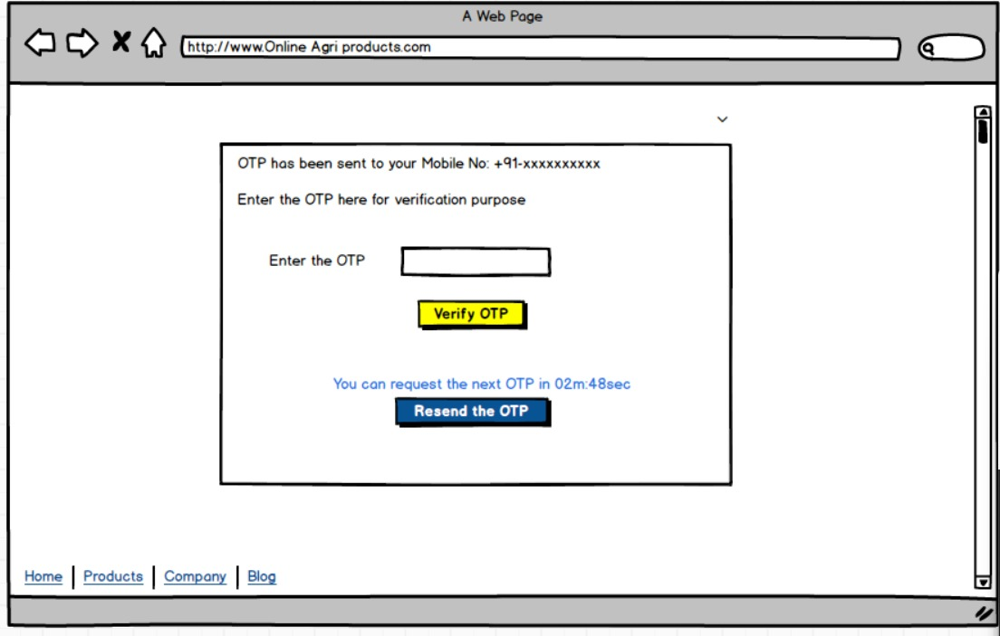 A Web Page
http://www.Online Agri products.com
OTP has been sent to your Mobile No: +91-xxxxxxxxxx
Enter the OTP here for verification purpose
Enter the OTP
Verify OTP
You can request the next OTP in 02m:48sec
Resend the OTP
Home | Products | Company | Blog